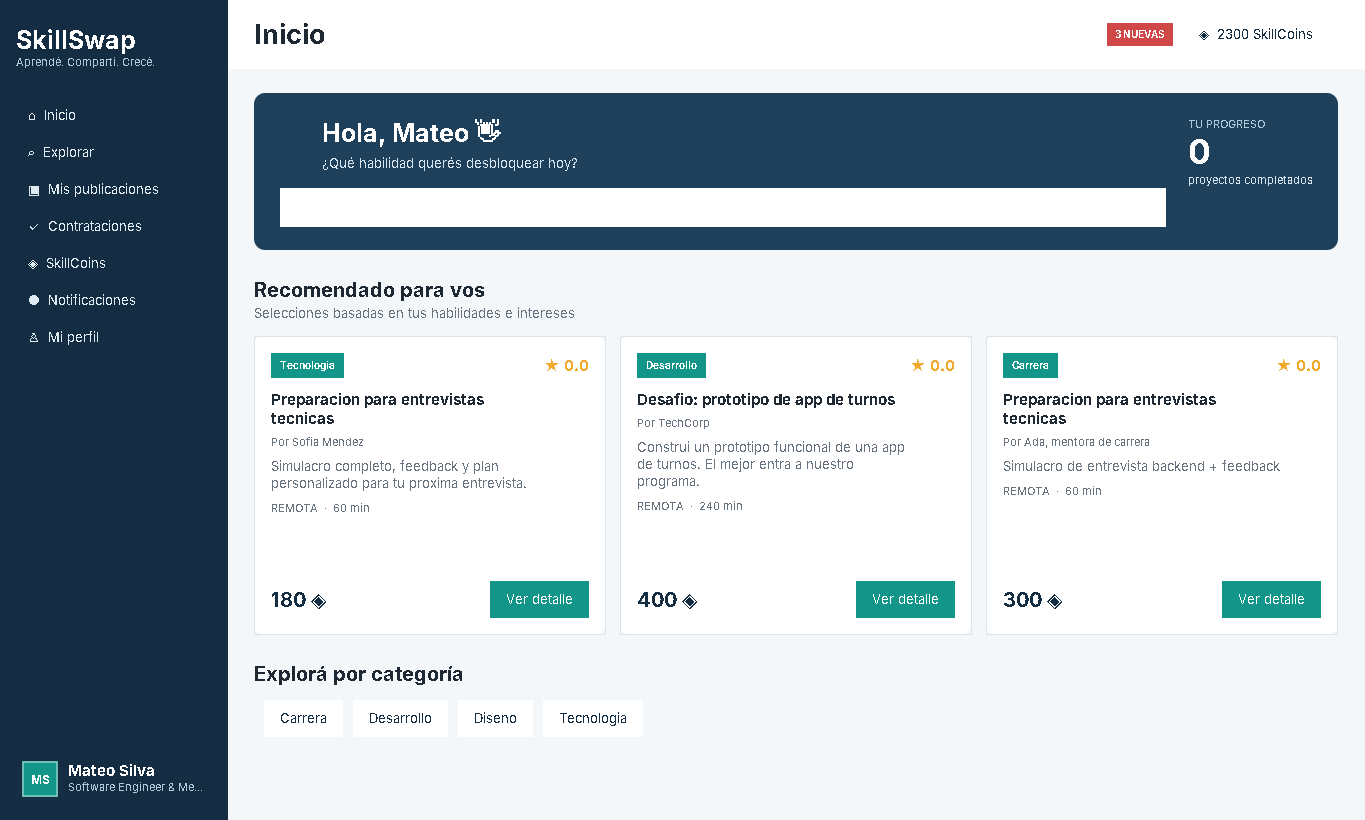 SkillSwap
Aprendé. Compartí. Crecé.
⌂ Inicio
⌕ Explorar
▣ Mis publicaciones
✓ Contrataciones
◈ SkillCoins
● Notificaciones
♙ Mi perfil
MS
Mateo Silva
Software Engineer & Me...
Inicio
3 NUEVAS
◈ 2300 SkillCoins
Hola, Mateo 👋
¿Qué habilidad querés desbloquear hoy?
TU PROGRESO
0
proyectos completados
Recomendado para vos
Selecciones basadas en tus habilidades e intereses
Tecnologia
★ 0.0
Preparacion para entrevistas
tecnicas
Por Sofia Mendez
Simulacro completo, feedback y plan
personalizado para tu proxima entrevista.
REMOTA · 60 min
180 ◈
Ver detalle
Desarrollo
★ 0.0
Desafio: prototipo de app de turnos
Por TechCorp
Construi un prototipo funcional de una app
de turnos. El mejor entra a nuestro
programa.
REMOTA · 240 min
400 ◈
Ver detalle
Carrera
★ 0.0
Preparacion para entrevistas
tecnicas
Por Ada, mentora de carrera
Simulacro de entrevista backend + feedback
REMOTA · 60 min
300 ◈
Ver detalle
Explorá por categoría
Carrera
Desarrollo
Diseno
Tecnologia